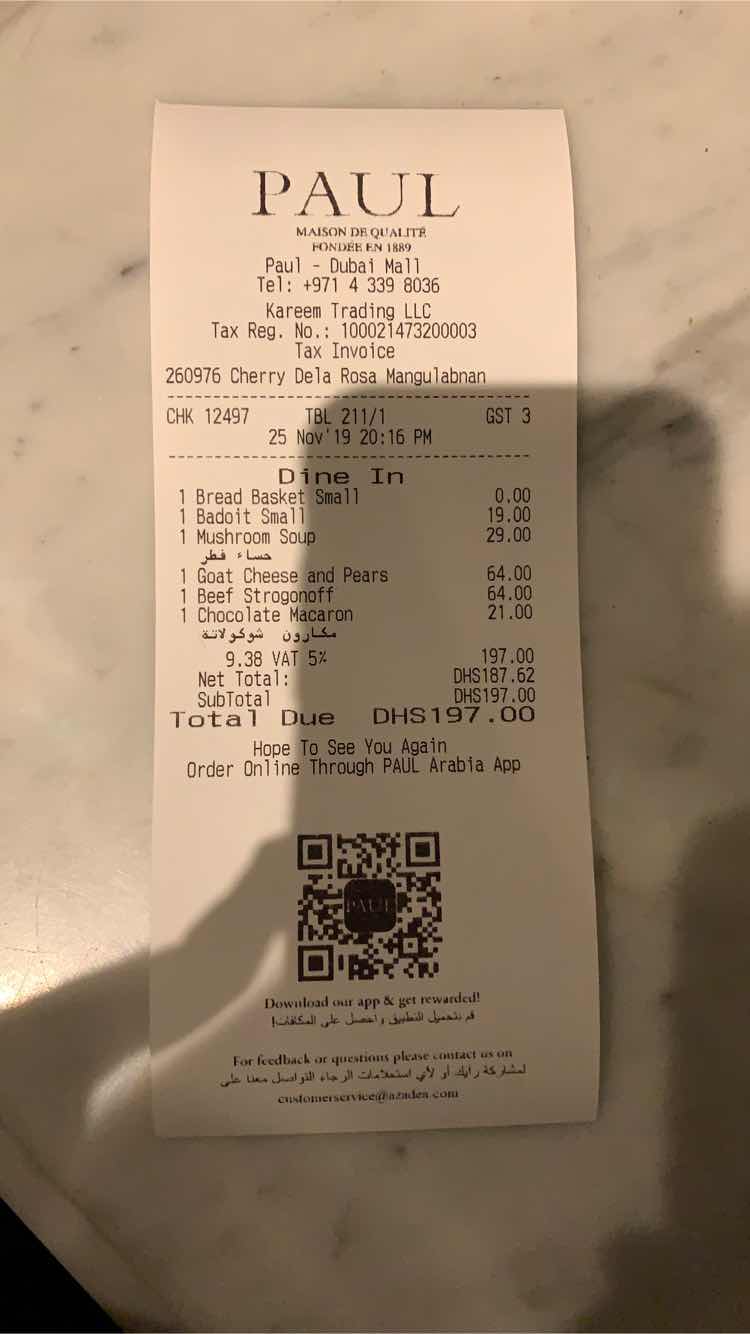 PAUL
MAISON DE QUALITÉ
FONDÉE EN 1889
Paul - Dubai Mall
Tel: +971 4 339 8036
Kareem Trading LLC
Tax Reg. No.: 100021473200003
Tax Invoice
260976 Cherry Dela Rosa Mangulabnan
CHK 12497 TBL 211/1 GST 3
25 Nov'19 20:16 PM
Dine In
1 Bread Basket Small 0.00
1 Badoit Small 19.00
1 Mushroom Soup 29.00
حساء فطر
1 Goat Cheese and Pears 64.00
1 Beef Strogonoff 64.00
1 Chocolate Macaron 21.00
مكارون شوكولاتة
9.38 VAT 5% 197.00
Net Total: DHS187.62
SubTotal DHS197.00
Total Due DHS197.00
Hope To See You Again
Order Online Through PAUL Arabia App
PAUL
Download our app & get rewarded!
قم بتحميل التطبيق واحصل على المكافآت!
For feedback or questions please contact us on
لمشاركة رأيك أو لأي استعلامات الرجاء التواصل معنا على
customerservice@azadea.com